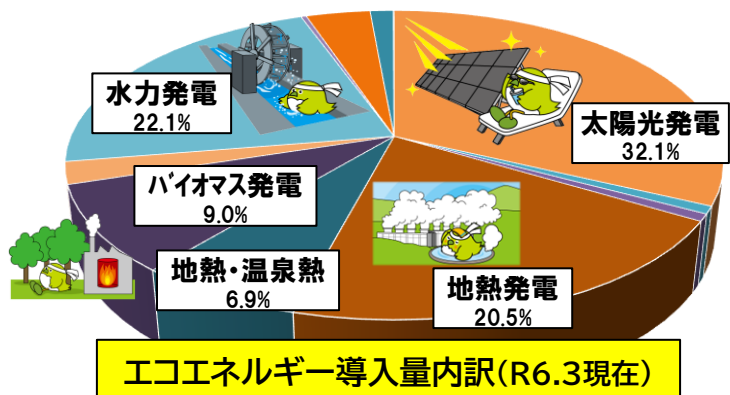 水力発電
22.1%
太陽光発電
32.1%
バイオマス発電
9.0%
地熱・温泉熱
6.9%
地熱発電
20.5%
エコエネルギー導入量内訳(R6.3現在)